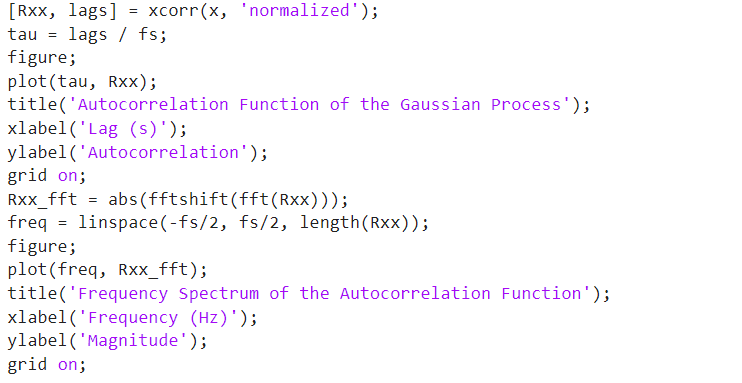 [Rxx, lags] = xcorr(x, 'normalized');
tau = lags / fs;
figure;
plot(tau, Rxx);
title('Autocorrelation Function of the Gaussian Process');
xlabel('Lag (s)');
ylabel('Autocorrelation');
grid on;
Rxx_fft = abs(fftshift(fft(Rxx)));
freq = linspace(-fs/2, fs/2, length(Rxx));
figure;
plot(freq, Rxx_fft);
title('Frequency Spectrum of the Autocorrelation Function');
xlabel('Frequency (Hz)');
ylabel('Magnitude');
grid on;